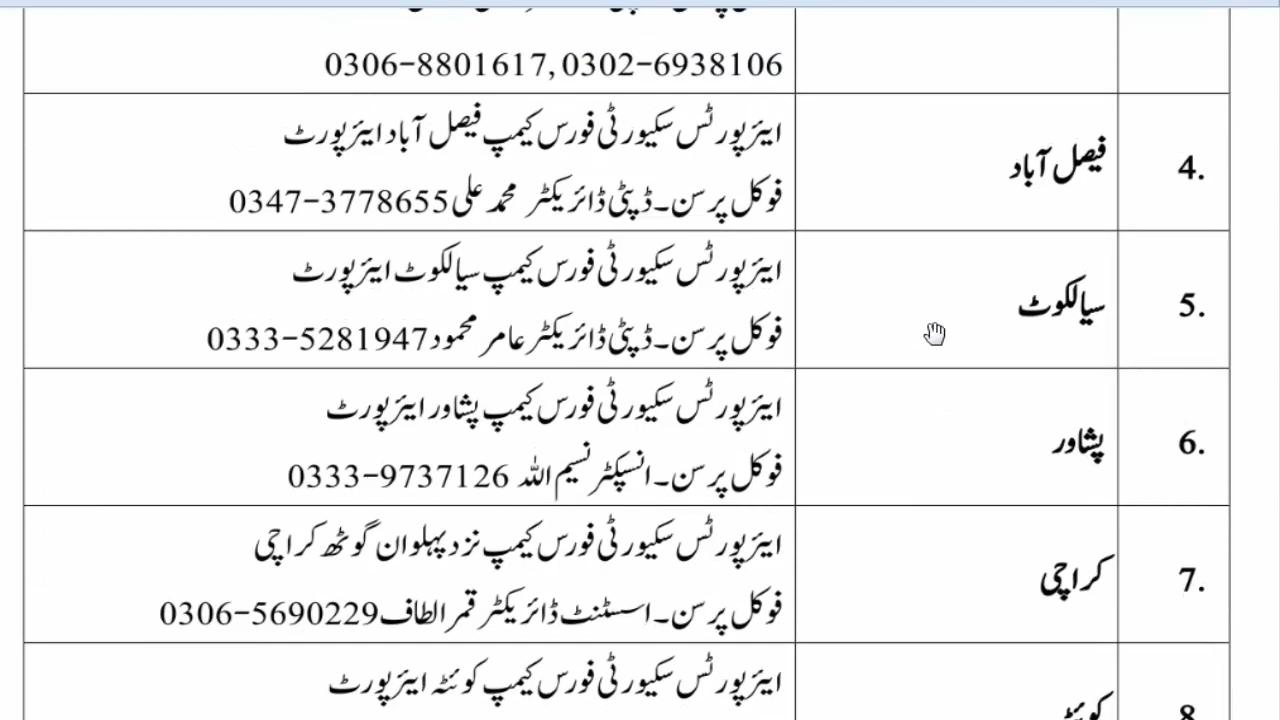 0306-8801617, 0302-6938106
4. فیصل آباد
ایئرپورٹس سکیورٹی فورس کیمپ فیصل آباد ایئرپورٹ
فوکل پرسن۔ڈپٹی ڈائریکٹر محمد علی 0347-3778655
5. سیالکوٹ
ایئرپورٹس سکیورٹی فورس کیمپ سیالکوٹ ایئرپورٹ
فوکل پرسن۔ڈپٹی ڈائریکٹر عامر محمود 0333-5281947
6. پشاور
ایئرپورٹس سکیورٹی فورس کیمپ پشاور ایئرپورٹ
فوکل پرسن۔انسپکٹر نسیم اللہ 0333-9737126
7. کراچی
ایئرپورٹس سکیورٹی فورس کیمپ نزد پہلوان گوٹھ کراچی
فوکل پرسن۔اسسٹنٹ ڈائریکٹر قمر الطاف 0306-5690229
8. کوئٹہ
ایئرپورٹس سکیورٹی فورس کیمپ کوئٹہ ایئرپورٹ